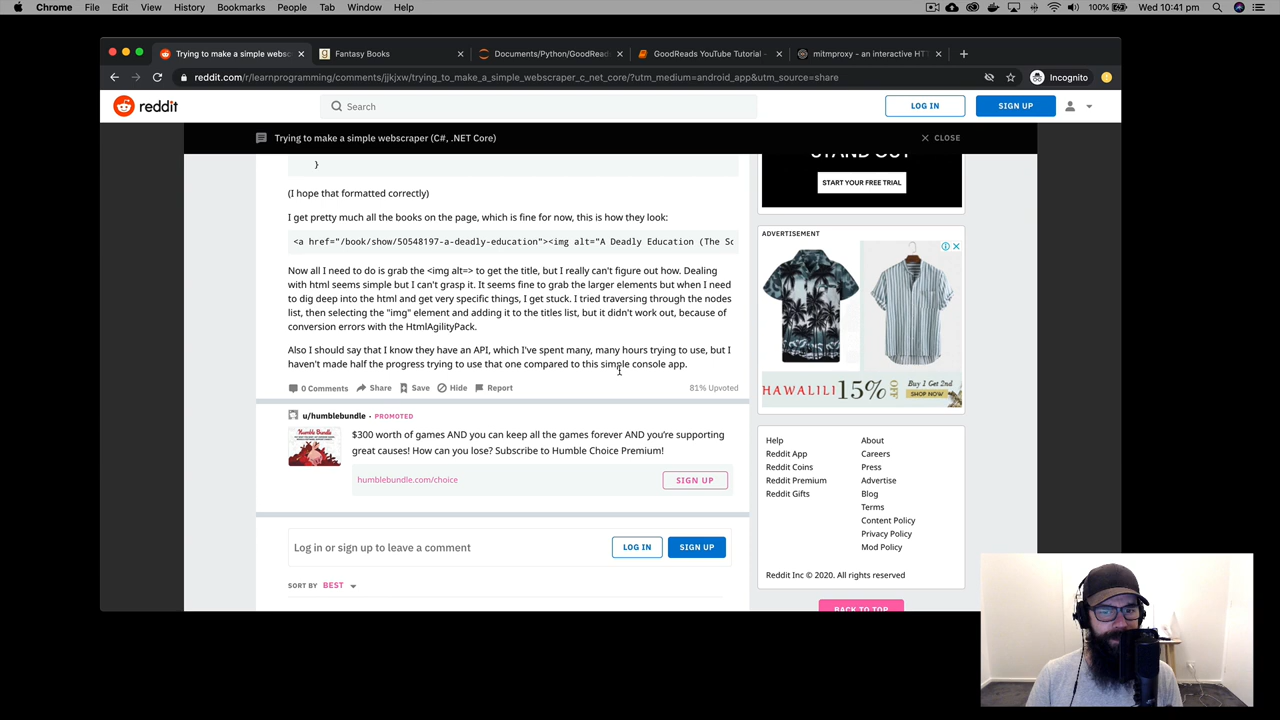 Chrome File Edit View History Bookmarks People Tab Window Help 100% Wed 10:41 pm
Trying to make a simple websc Fantasy Books Documents/Python/GoodRead GoodReads YouTube Tutorial - mitmproxy - an interactive HT
reddit.com/r/learnprogramming/comments/jjkjxw/trying_to_make_a_simple_webscraper_c_net_core/?utm_medium=android_app&utm_source=share Incognito
reddit Search LOG IN SIGN UP
Trying to make a simple webscraper (C#, .NET Core) CLOSE
}
(I hope that formatted correctly)
I get pretty much all the books on the page, which is fine for now, this is how they look:
<a href="/book/show/50548197-a-deadly-education"><img alt="A Deadly Education (The Sc
Now all I need to do is grab the <img alt=> to get the title, but I really can't figure out how. Dealing
with html seems simple but I can't grasp it. It seems fine to grab the larger elements but when I need
to dig deep into the html and get very specific things, I get stuck. I tried traversing through the nodes
list, then selecting the "img" element and adding it to the titles list, but it didn't work out, because of
conversion errors with the HtmlAgilityPack.
Also I should say that I know they have an API, which I've spent many, many hours trying to use, but I
haven't made half the progress trying to use that one compared to this simple console app.
0 Comments Share Save Hide Report 81% Upvoted
u/humblebundle • PROMOTED
$300 worth of games AND you can keep all the games forever AND you're supporting
great causes! How can you lose? Subscribe to Humble Choice Premium!
humblebundle.com/choice SIGN UP
Log in or sign up to leave a comment LOG IN SIGN UP
SORT BY BEST
STAND OUT
START YOUR FREE TRIAL
ADVERTISEMENT
HAWALILI 15% OFF Buy 1 Get 2nd
SHOP NOW
Help About
Reddit App Careers
Reddit Coins Press
Reddit Premium Advertise
Reddit Gifts Blog
Terms
Content Policy
Privacy Policy
Mod Policy
Reddit Inc © 2020. All rights reserved
BACK TO TOP